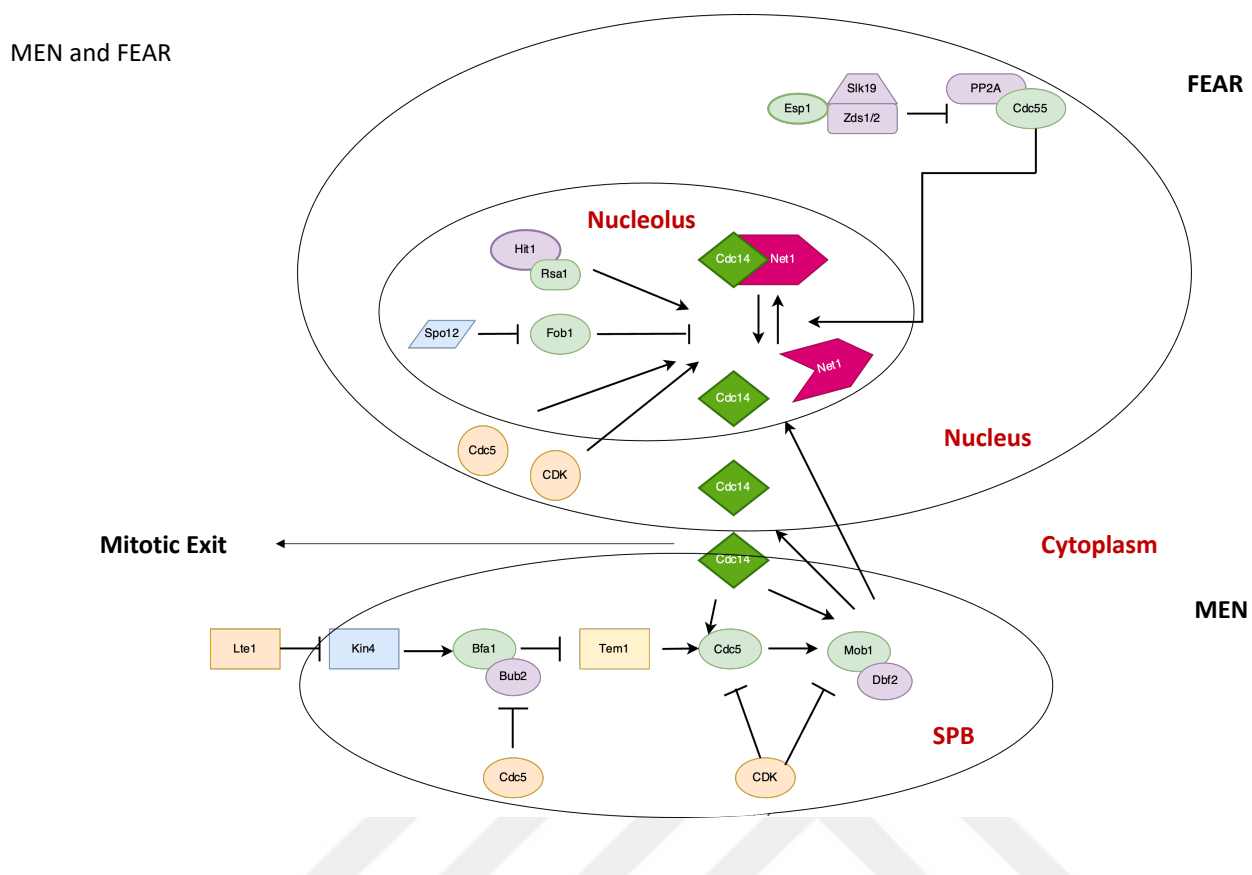 MEN and FEAR
FEAR
Slk19
PP2A
Esp1
Zds1/2
Cdc55
Nucleolus
Hit1
Cdc14
Net1
Rsa1
Spo12
Fob1
Net1
Cdc14
Nucleus
Cdc5
CDK
Cdc14
Mitotic Exit
Cytoplasm
Cdc14
MEN
Lte1
Kin4
Bfa1
Tem1
Cdc5
Mob1
Bub2
Dbf2
SPB
Cdc5
CDK